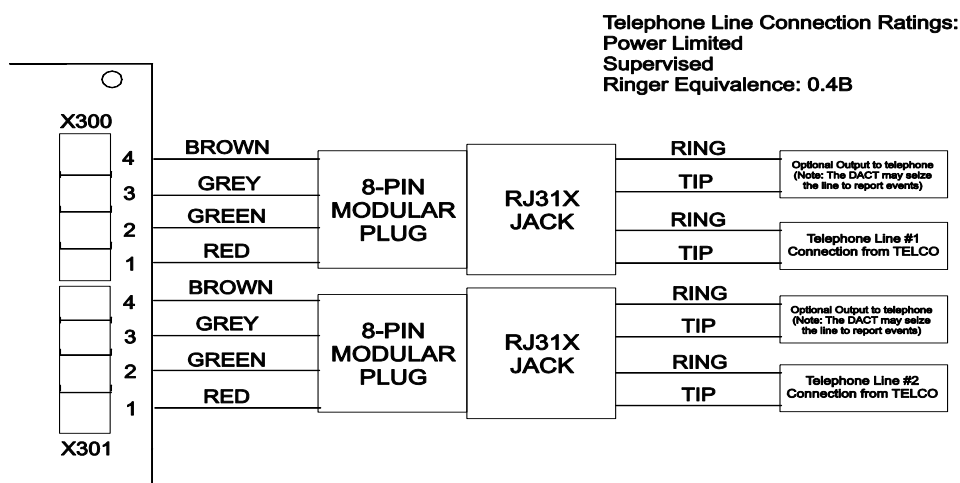 Telephone Line Connection Ratings:
Power Limited
Supervised
Ringer Equivalence: 0.4B
X300
4 BROWN
3 GREY
2 GREEN
1 RED
8-PIN
MODULAR
PLUG
RJ31X
JACK
RING
TIP
Optional Output to telephone
(Note: The DACT may seize
the line to report events)
RING
TIP
Telephone Line #1
Connection from TELCO
4 BROWN
3 GREY
2 GREEN
1 RED
X301
8-PIN
MODULAR
PLUG
RJ31X
JACK
RING
TIP
Optional Output to telephone
(Note: The DACT may seize
the line to report events)
RING
TIP
Telephone Line #2
Connection from TELCO